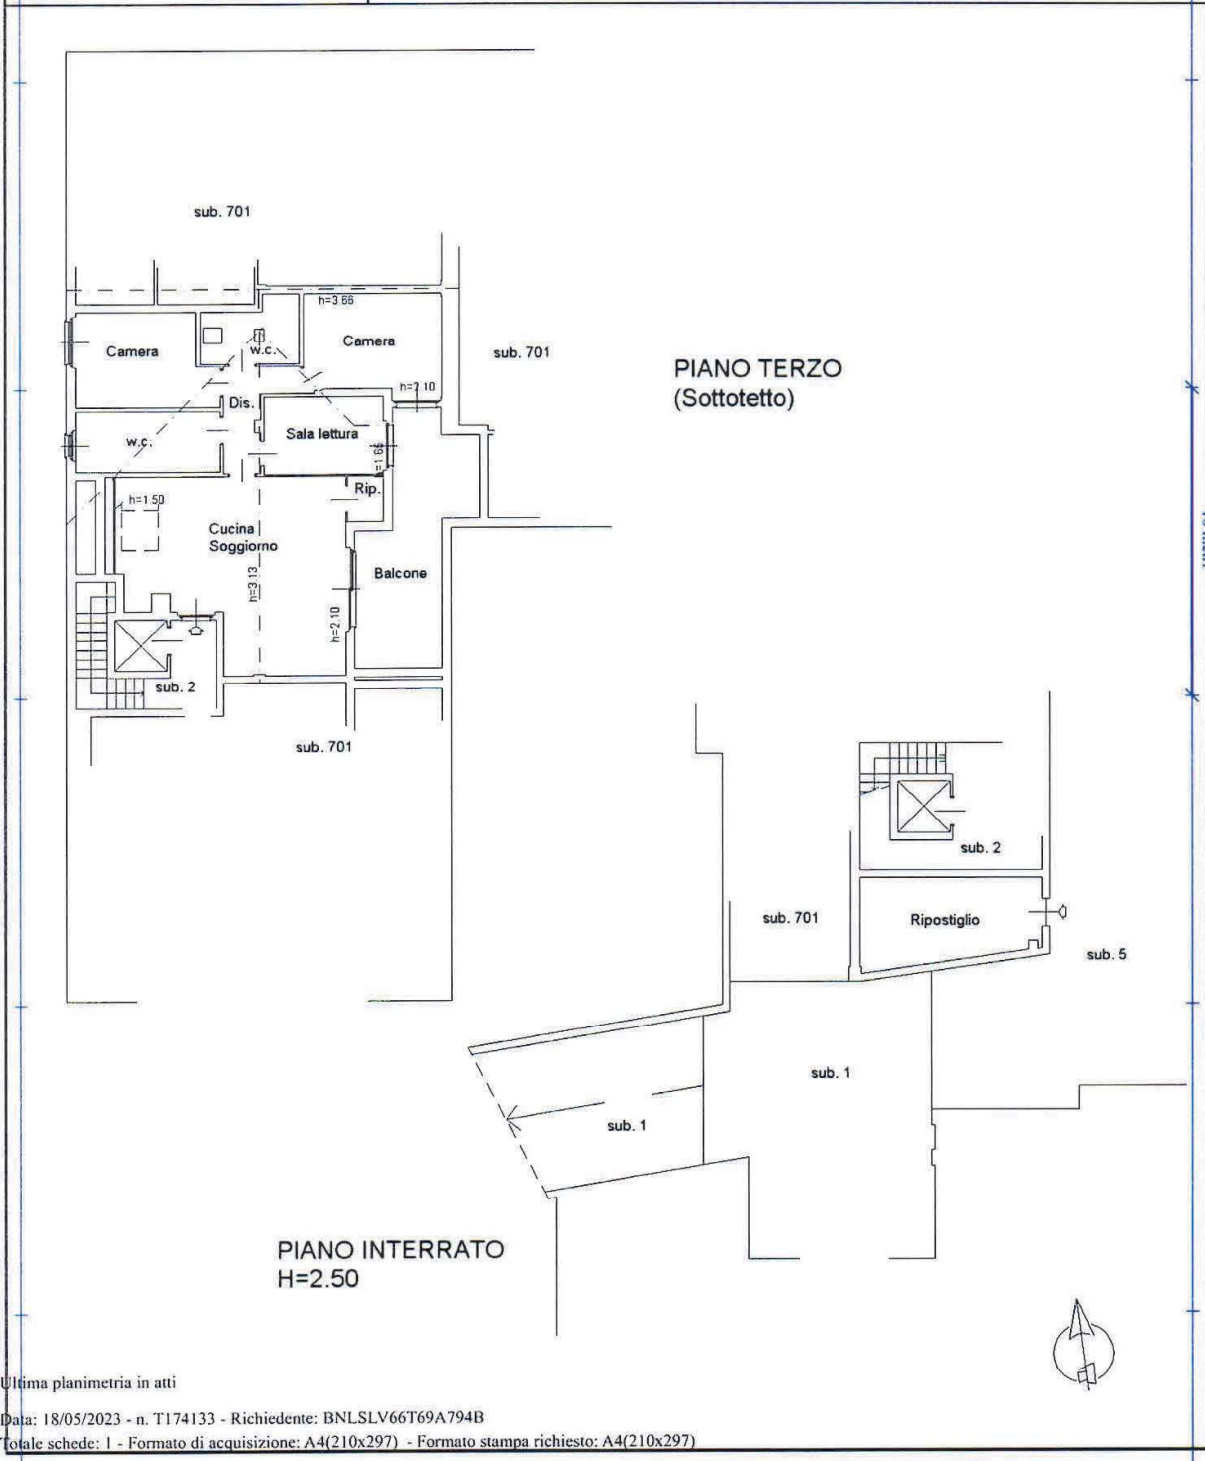 sub. 701
h=3.66
Camera
w.c.
Camera
sub. 701
PIANO TERZO
(Sottotetto)
h=2.10
Dis.
w.c.
Sala lettura
h=1.66
Rip.
h=1.50
Cucina
Soggiorno
Balcone
h=3.13
h=2.10
sub. 2
sub. 701
sub. 2
sub. 701
Ripostiglio
sub. 5
sub. 1
sub. 1
PIANO INTERRATO
H=2.50
Ultima planimetria in atti
Data: 18/05/2023 - n. T174133 - Richiedente: BNLSLV66T69A794B
Totale schede: 1 - Formato di acquisizione: A4(210x297) - Formato stampa richiesto: A4(210x297)